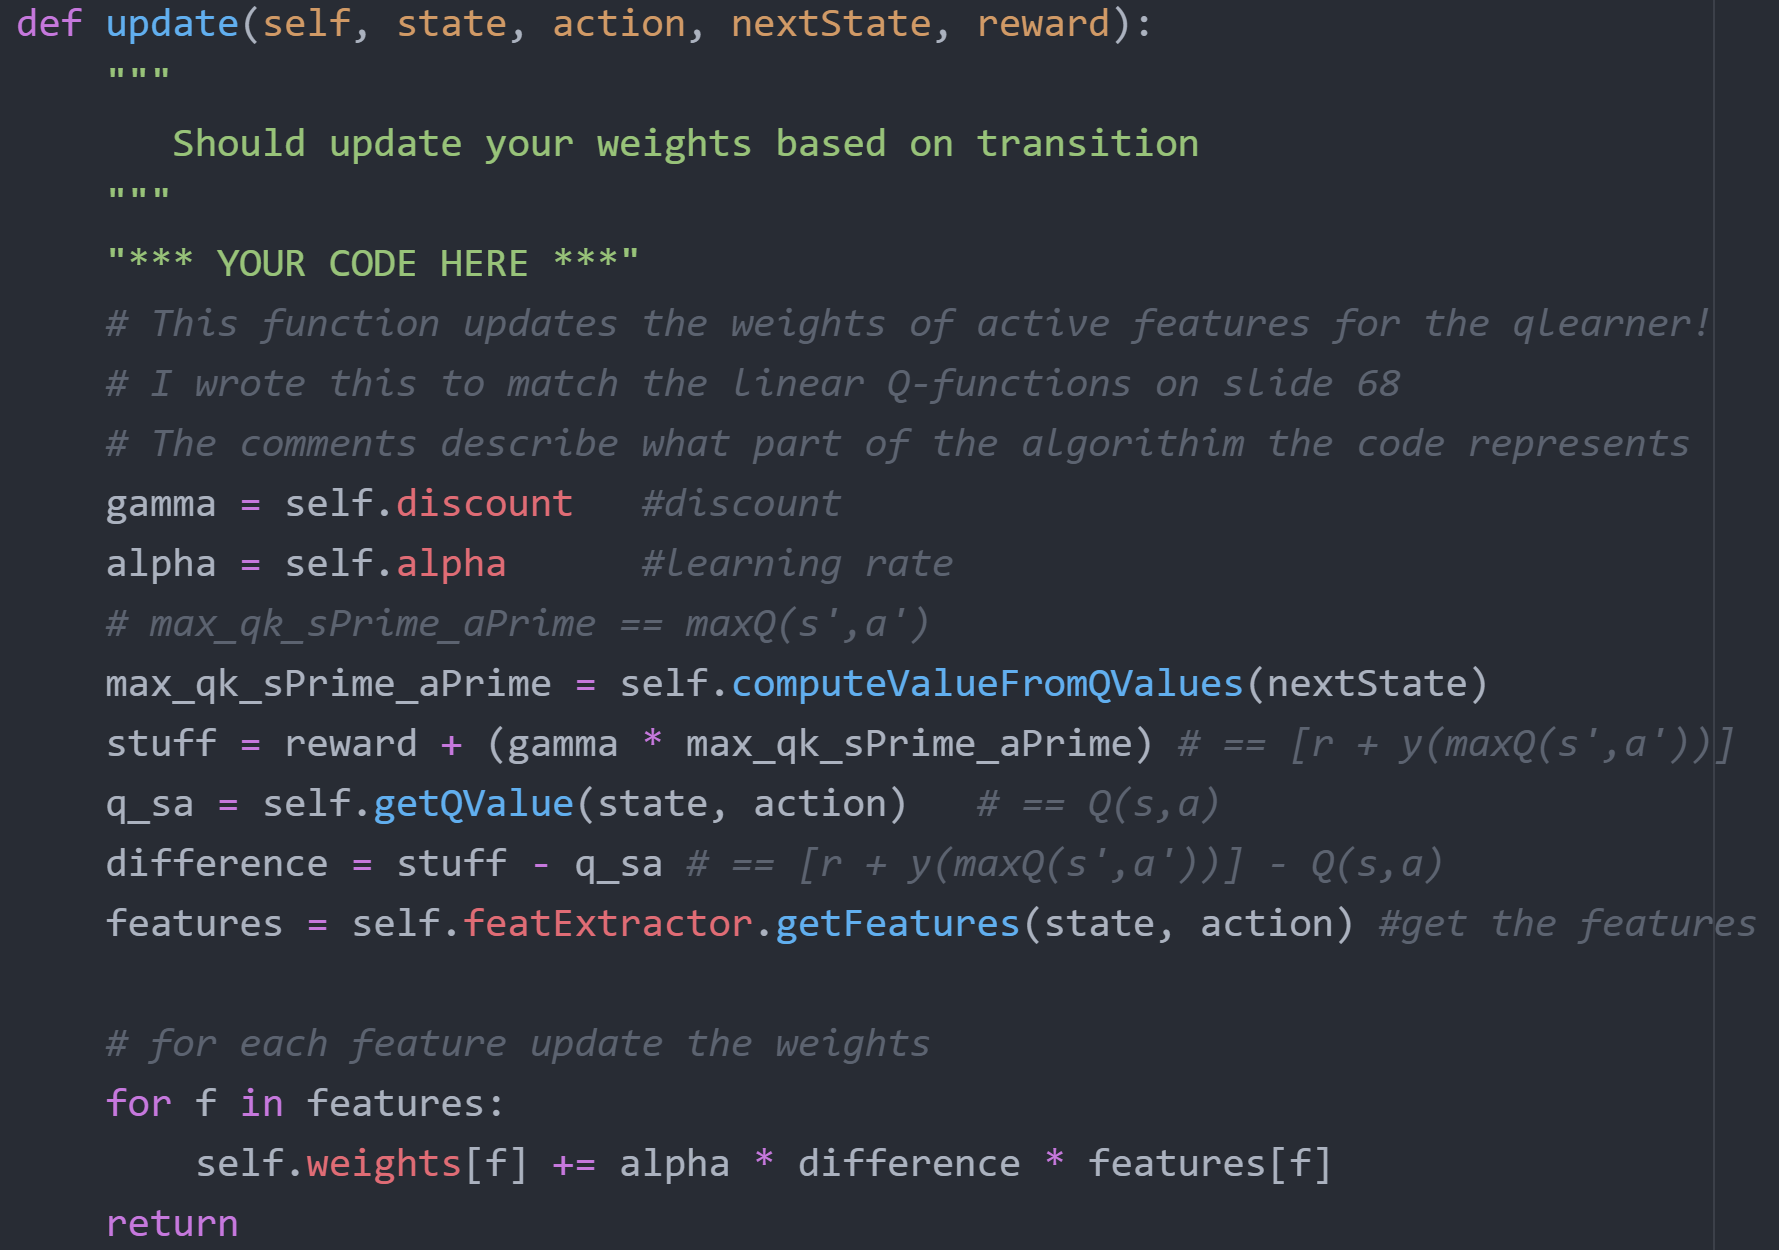 def update(self, state, action, nextState, reward):
"""
Should update your weights based on transition
"""
"*** YOUR CODE HERE ***"
# This function updates the weights of active features for the qlearner!
# I wrote this to match the linear Q-functions on slide 68
# The comments describe what part of the algorithim the code represents
gamma = self.discount   #discount
alpha = self.alpha      #learning rate
# max_qk_sPrime_aPrime == maxQ(s',a')
max_qk_sPrime_aPrime = self.computeValueFromQValues(nextState)
stuff = reward + (gamma * max_qk_sPrime_aPrime) # == [r + y(maxQ(s',a'))]
q_sa = self.getQValue(state, action)   # == Q(s,a)
difference = stuff - q_sa # == [r + y(maxQ(s',a'))] - Q(s,a)
features = self.featExtractor.getFeatures(state, action) #get the features
# for each feature update the weights
for f in features:
self.weights[f] += alpha * difference * features[f]
return